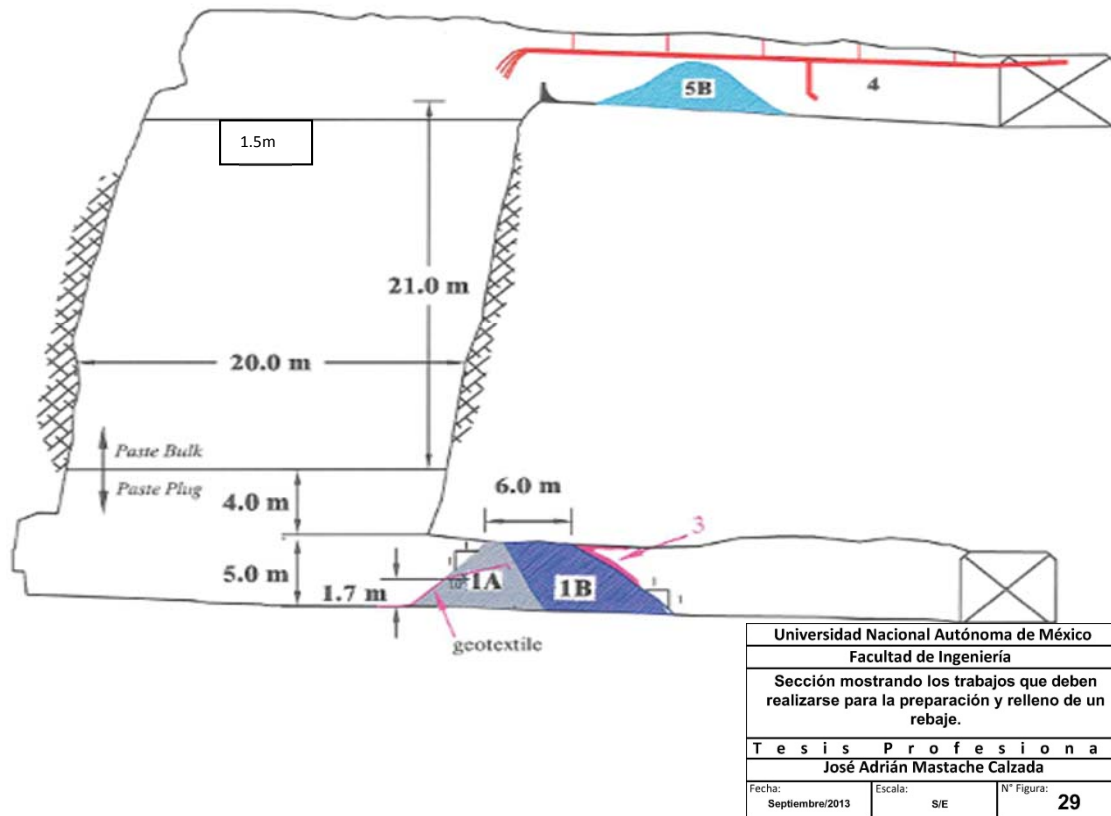 5B
4
1.5m
21.0 m
20.0 m
Paste Bulk
Paste Plug
4.0 m
6.0 m
3
5.0 m
1A
1B
1
1
1.7 m
geotextile
Universidad Nacional Autónoma de México
Facultad de Ingeniería
Sección mostrando los trabajos que deben
realizarse para la preparación y relleno de un
rebaje.
T e s i s P r o f e s i o n a
José Adrián Mastache Calzada
Fecha: Escala: N° Figura:
Septiembre/2013 S/E 29